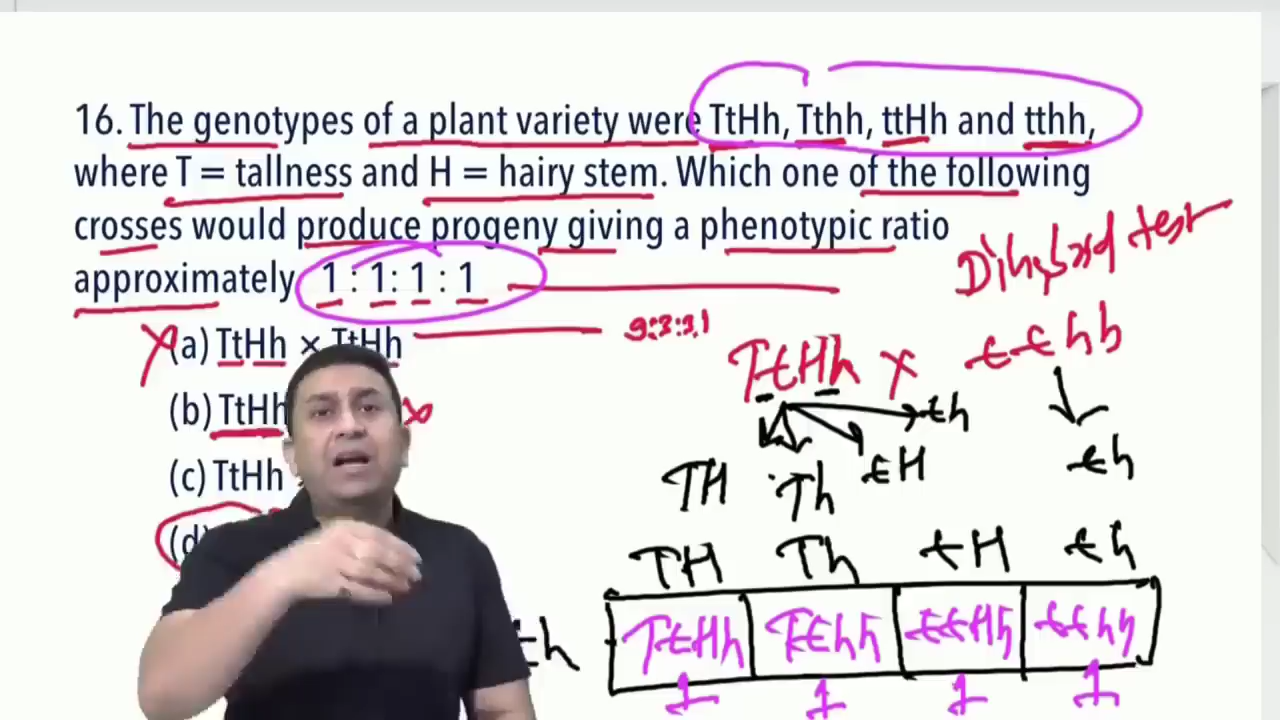 16. The genotypes of a plant variety were TtHh, Tthh, ttHh and tthh,
where T = tallness and H = hairy stem. Which one of the following
crosses would produce progeny giving a phenotypic ratio
approximately 1 : 1 : 1 : 1
Dihybrid test
(a) TtHh × TtHh
9:3:3:1
(b) TtHh
(c) TtHh
(d)
TtHh × tthh
th
TH Th tH th
TH Th tH th
th
TtHh Tthh ttHh tthh
1 1 1 1